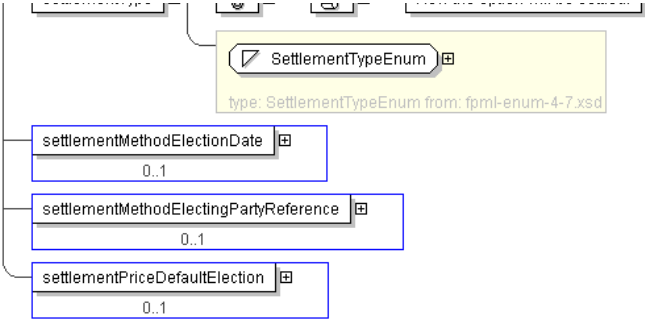 SettlementTypeEnum
type: SettlementTypeEnum from: fpml-enum-4-7.xsd
settlementMethodElectionDate
0..1
settlementMethodElectingPartyReference
0..1
settlementPriceDefaultElection
0..1